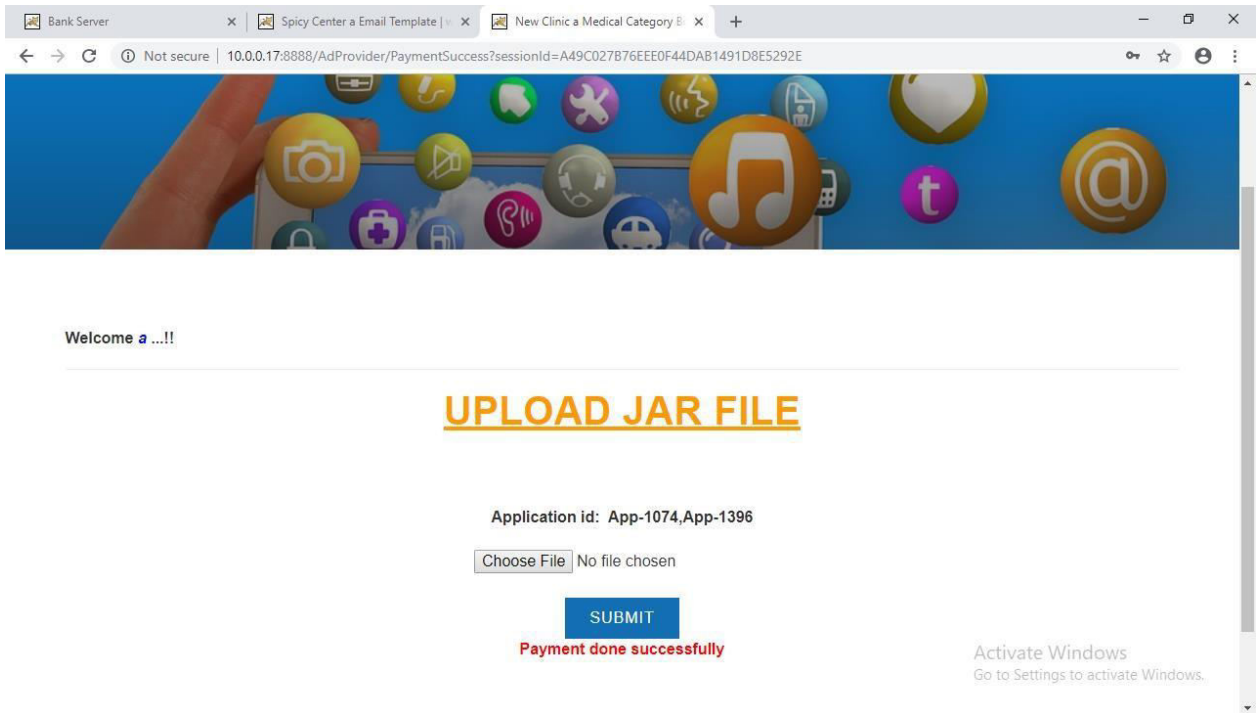 Bank Server
Spicy Center a Email Template | w
New Clinic a Medical Category B
Not secure | 10.0.0.17:8888/AdProvider/PaymentSuccess?sessionId=A49C027B76EEE0F44DAB1491D8E5292E
t
@
Welcome a ...!!
UPLOAD JAR FILE
Application id: App-1074,App-1396
Choose File No file chosen
SUBMIT
Payment done successfully
Activate Windows
Go to Settings to activate Windows.